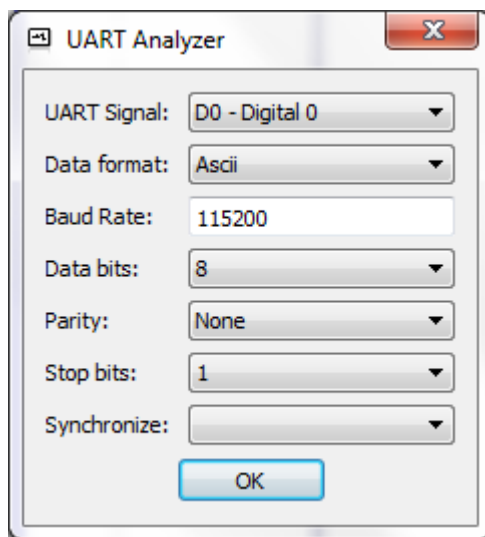 UART Analyzer
UART Signal: D0 - Digital 0
Data format: Ascii
Baud Rate: 115200
Data bits: 8
Parity: None
Stop bits: 1
Synchronize:
OK